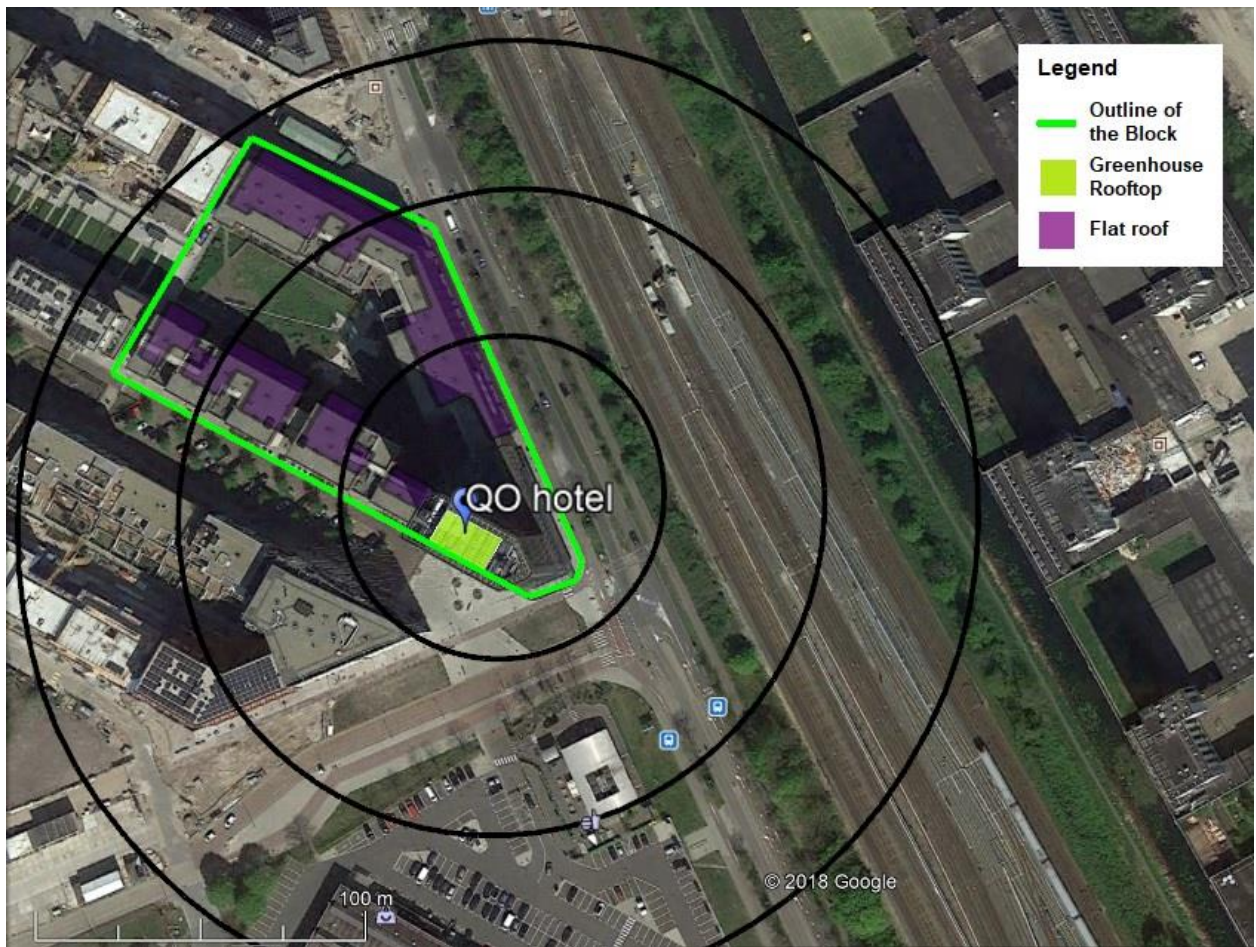 Legend
Outline of
the Block
Greenhouse
Rooftop
Flat roof
QO hotel
© 2018 Google
100 m